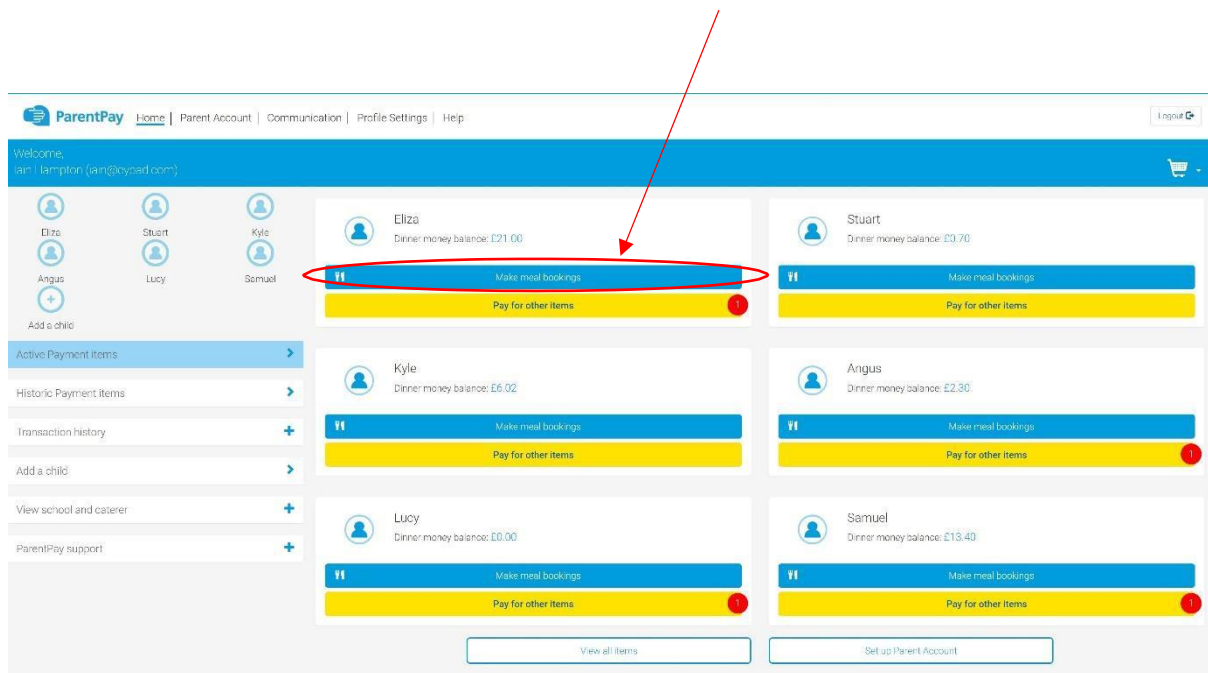 ParentPay Home | Parent Account | Communication | Profile Settings | Help
Logout
Welcome,
Iain Hampton (iain@cypad.com)
Eliza Stuart Kyle
Angus Lucy Samuel
Add a child
Active Payment items
Historic Payment items
Transaction history
Add a child
View school and caterer
ParentPay support
Eliza
Dinner money balance: £21.00
Make meal bookings
Pay for other items 1
Stuart
Dinner money balance: £0.70
Make meal bookings
Pay for other items
Kyle
Dinner money balance: £6.02
Make meal bookings
Pay for other items
Angus
Dinner money balance: £2.30
Make meal bookings
Pay for other items 1
Lucy
Dinner money balance: £0.00
Make meal bookings
Pay for other items 1
Samuel
Dinner money balance: £13.40
Make meal bookings
Pay for other items 1
View all items
Set up Parent Account